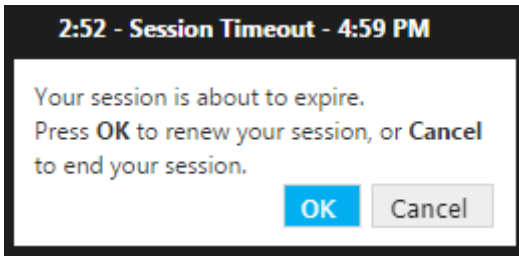 2:52 - Session Timeout - 4:59 PM
Your session is about to expire.
Press OK to renew your session, or Cancel
to end your session.
OK Cancel